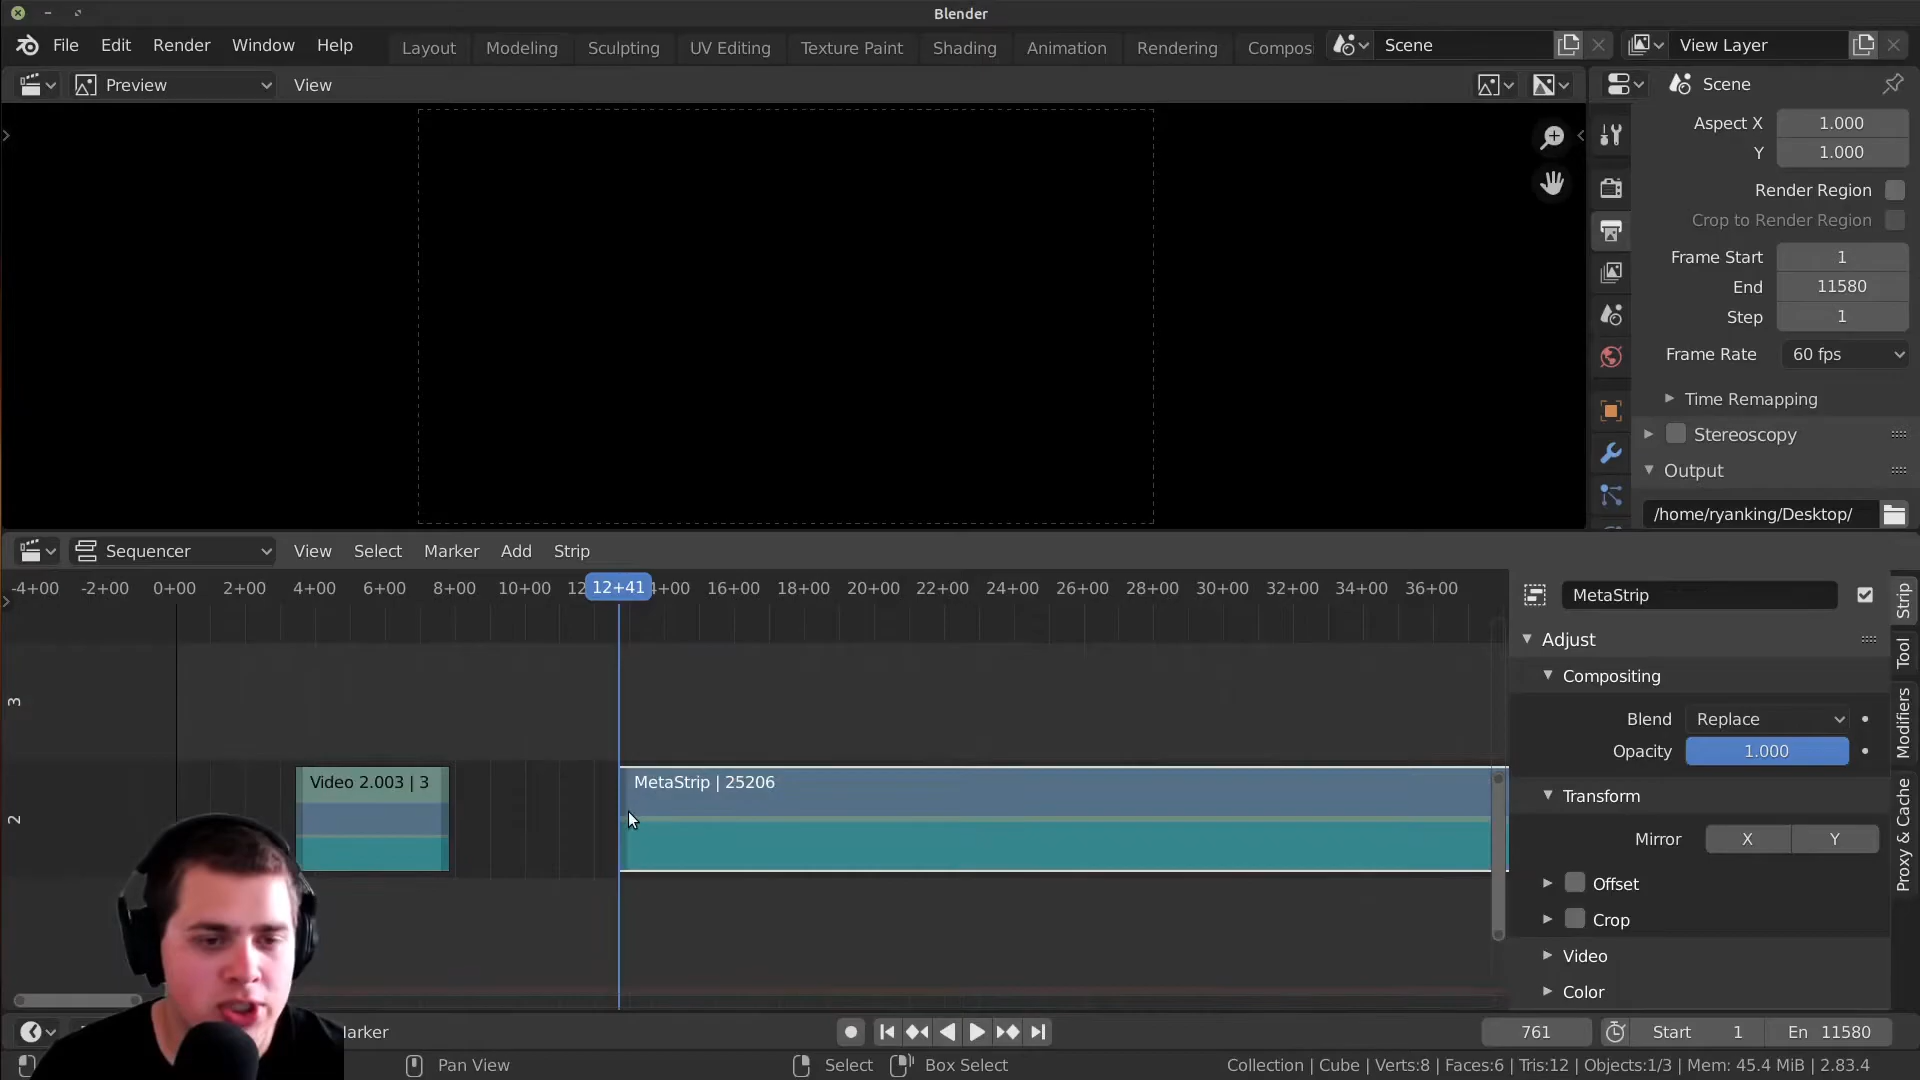 Blender
File Edit Render Window Help Layout Modeling Sculpting UV Editing Texture Paint Shading Animation Rendering Compos Scene View Layer
Preview View Scene
Aspect X 1.000
Y 1.000
Render Region
Crop to Render Region
Frame Start 1
End 11580
Step 1
Frame Rate 60 fps
Time Remapping
Stereoscopy
Output
/home/ryanking/Desktop/
Sequencer View Select Marker Add Strip
-4+00 -2+00 0+00 2+00 4+00 6+00 8+00 10+00 12 12+41 4+00 16+00 18+00 20+00 22+00 24+00 26+00 28+00 30+00 32+00 34+00 36+00
MetaStrip
Strip
Tool
Modifiers
Proxy & Cache
Adjust
Compositing
Blend Replace
Opacity 1.000
Transform
Mirror X Y
Offset
Crop
Video
Color
3
2
Video 2.003 | 3
MetaStrip | 25206
larker 761 Start 1 En 11580
Pan View Select Box Select Collection | Cube | Verts:8 | Faces:6 | Tris:12 | Objects:1/3 | Mem: 45.4 MiB | 2.83.4